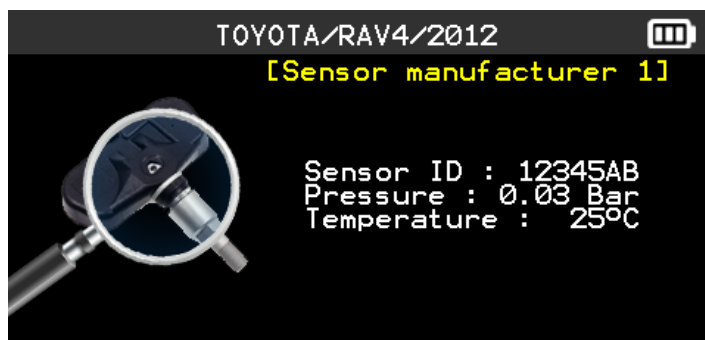 TOYOTA/RAV4/2012
[Sensor manufacturer 1]
Sensor ID : 12345AB
Pressure : 0.03 Bar
Temperature :  25ºC